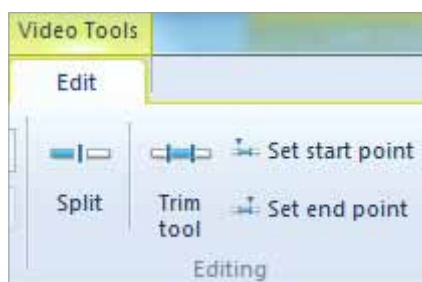 Video Tools
Edit
Split
Trim
tool
Set start point
Set end point
Editing